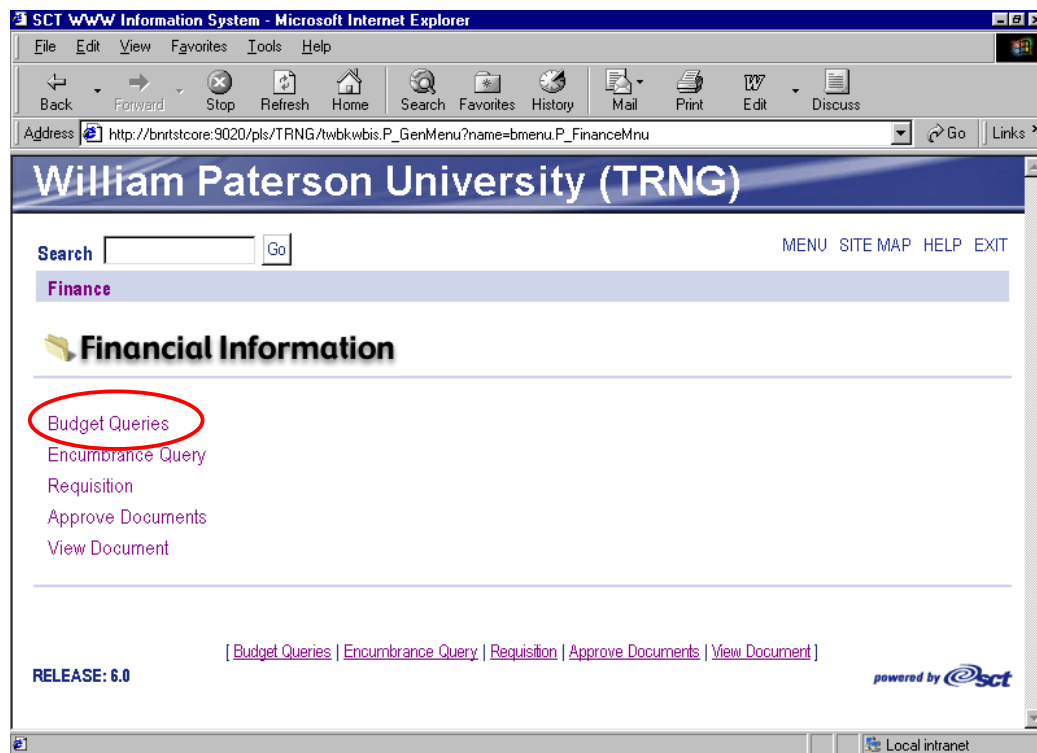 SCT WWW Information System - Microsoft Internet Explorer
File Edit View Favorites Tools Help
Back Forward Stop Refresh Home Search Favorites History Mail Print Edit Discuss
Address http://bnrtstcore:9020/pls/TRNG/twbkwbis.P_GenMenu?name=bmenu.P_FinanceMnu Go Links
William Paterson University (TRNG)
Search Go MENU SITE MAP HELP EXIT
Finance
Financial Information
Budget Queries
Encumbrance Query
Requisition
Approve Documents
View Document
[ Budget Queries | Encumbrance Query | Requisition | Approve Documents | View Document ]
RELEASE: 6.0 powered by sct
Local intranet